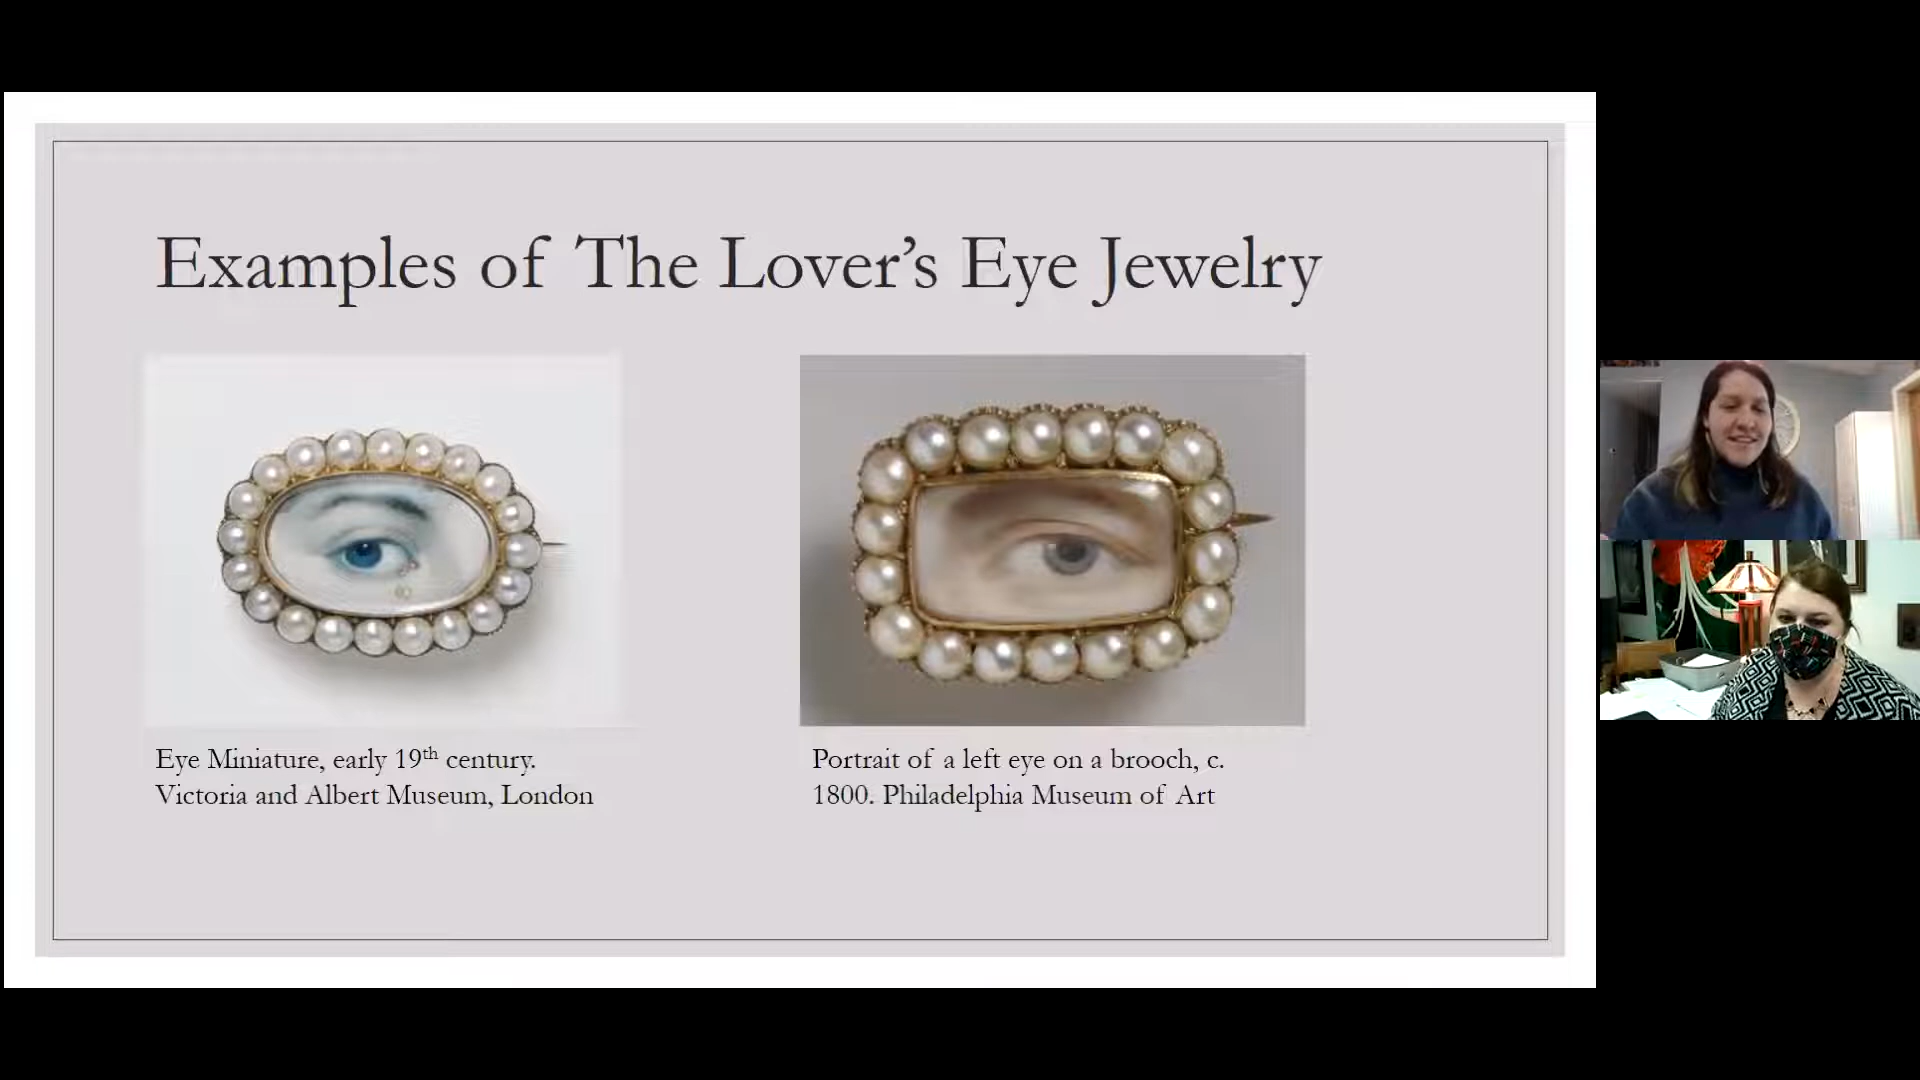 Examples of The Lover’s Eye Jewelry
Eye Miniature, early 19th century.
Victoria and Albert Museum, London
Portrait of a left eye on a brooch, c.
1800. Philadelphia Museum of Art